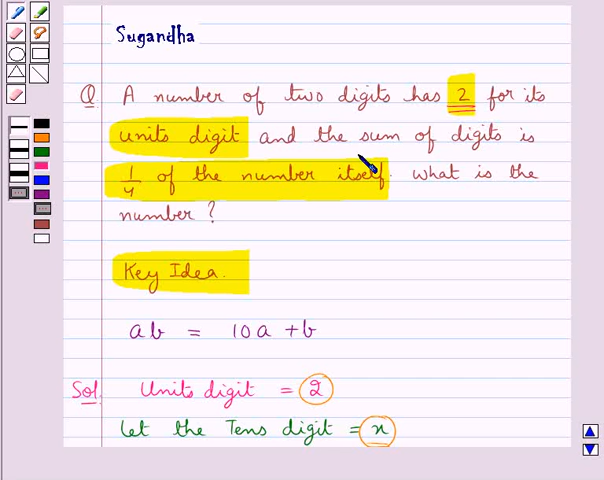 Sugandha
Q A number of two digits has 2 for its
units digit and the sum of digits is
1/4 of the number itself. What is the
number?
Key Idea.
ab = 10a + b
Sol. Units digit = 2
Let the Tens digit = x